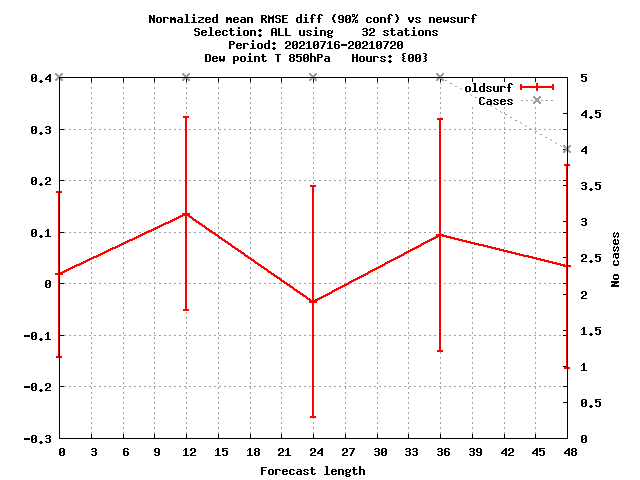 Normalized mean RMSE diff (90% conf) vs newsurf
Selection: ALL using    32 stations
Period: 20210716-20210720
Dew point T 850hPa   Hours: {00}
oldsurf
Cases
0.4
0.3
0.2
0.1
0
-0.1
-0.2
-0.3
5
4.5
4
3.5
3
2.5
2
1.5
1
0.5
0
No cases
0 3 6 9 12 15 18 21 24 27 30 33 36 39 42 45 48
Forecast length